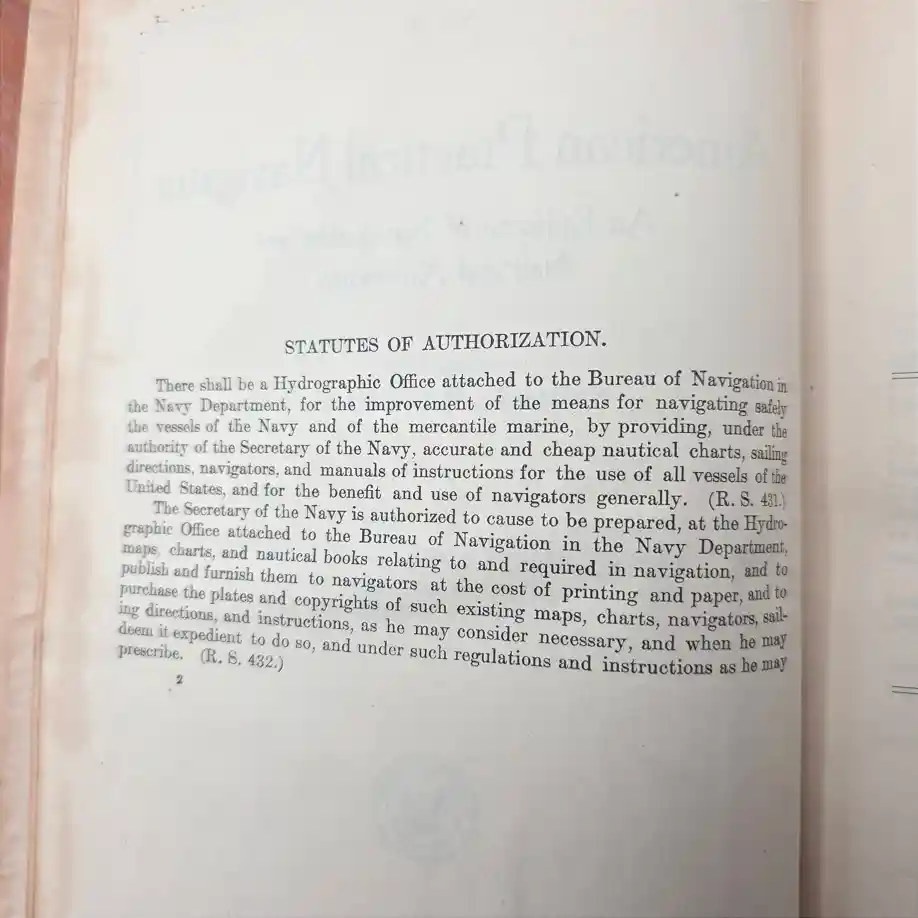 STATUTES OF AUTHORIZATION.
There shall be a Hydrographic Office attached to the Bureau of Navigation in
the Navy Department, for the improvement of the means for navigating safely
the vessels of the Navy and of the mercantile marine, by providing, under the
authority of the Secretary of the Navy, accurate and cheap nautical charts, sailing
directions, navigators, and manuals of instructions for the use of all vessels of the
United States, and for the benefit and use of navigators generally. (R. S. 431.)
The Secretary of the Navy is authorized to cause to be prepared, at the Hydro-
graphic Office attached to the Bureau of Navigation in the Navy Department,
maps, charts, and nautical books relating to and required in navigation, and to
publish and furnish them to navigators at the cost of printing and paper, and to
purchase the plates and copyrights of such existing maps, charts, navigators, sail-
ing directions, and instructions, as he may consider necessary, and when he may
deem it expedient to do so, and under such regulations and instructions as he may
prescribe. (R. S. 432.)
2